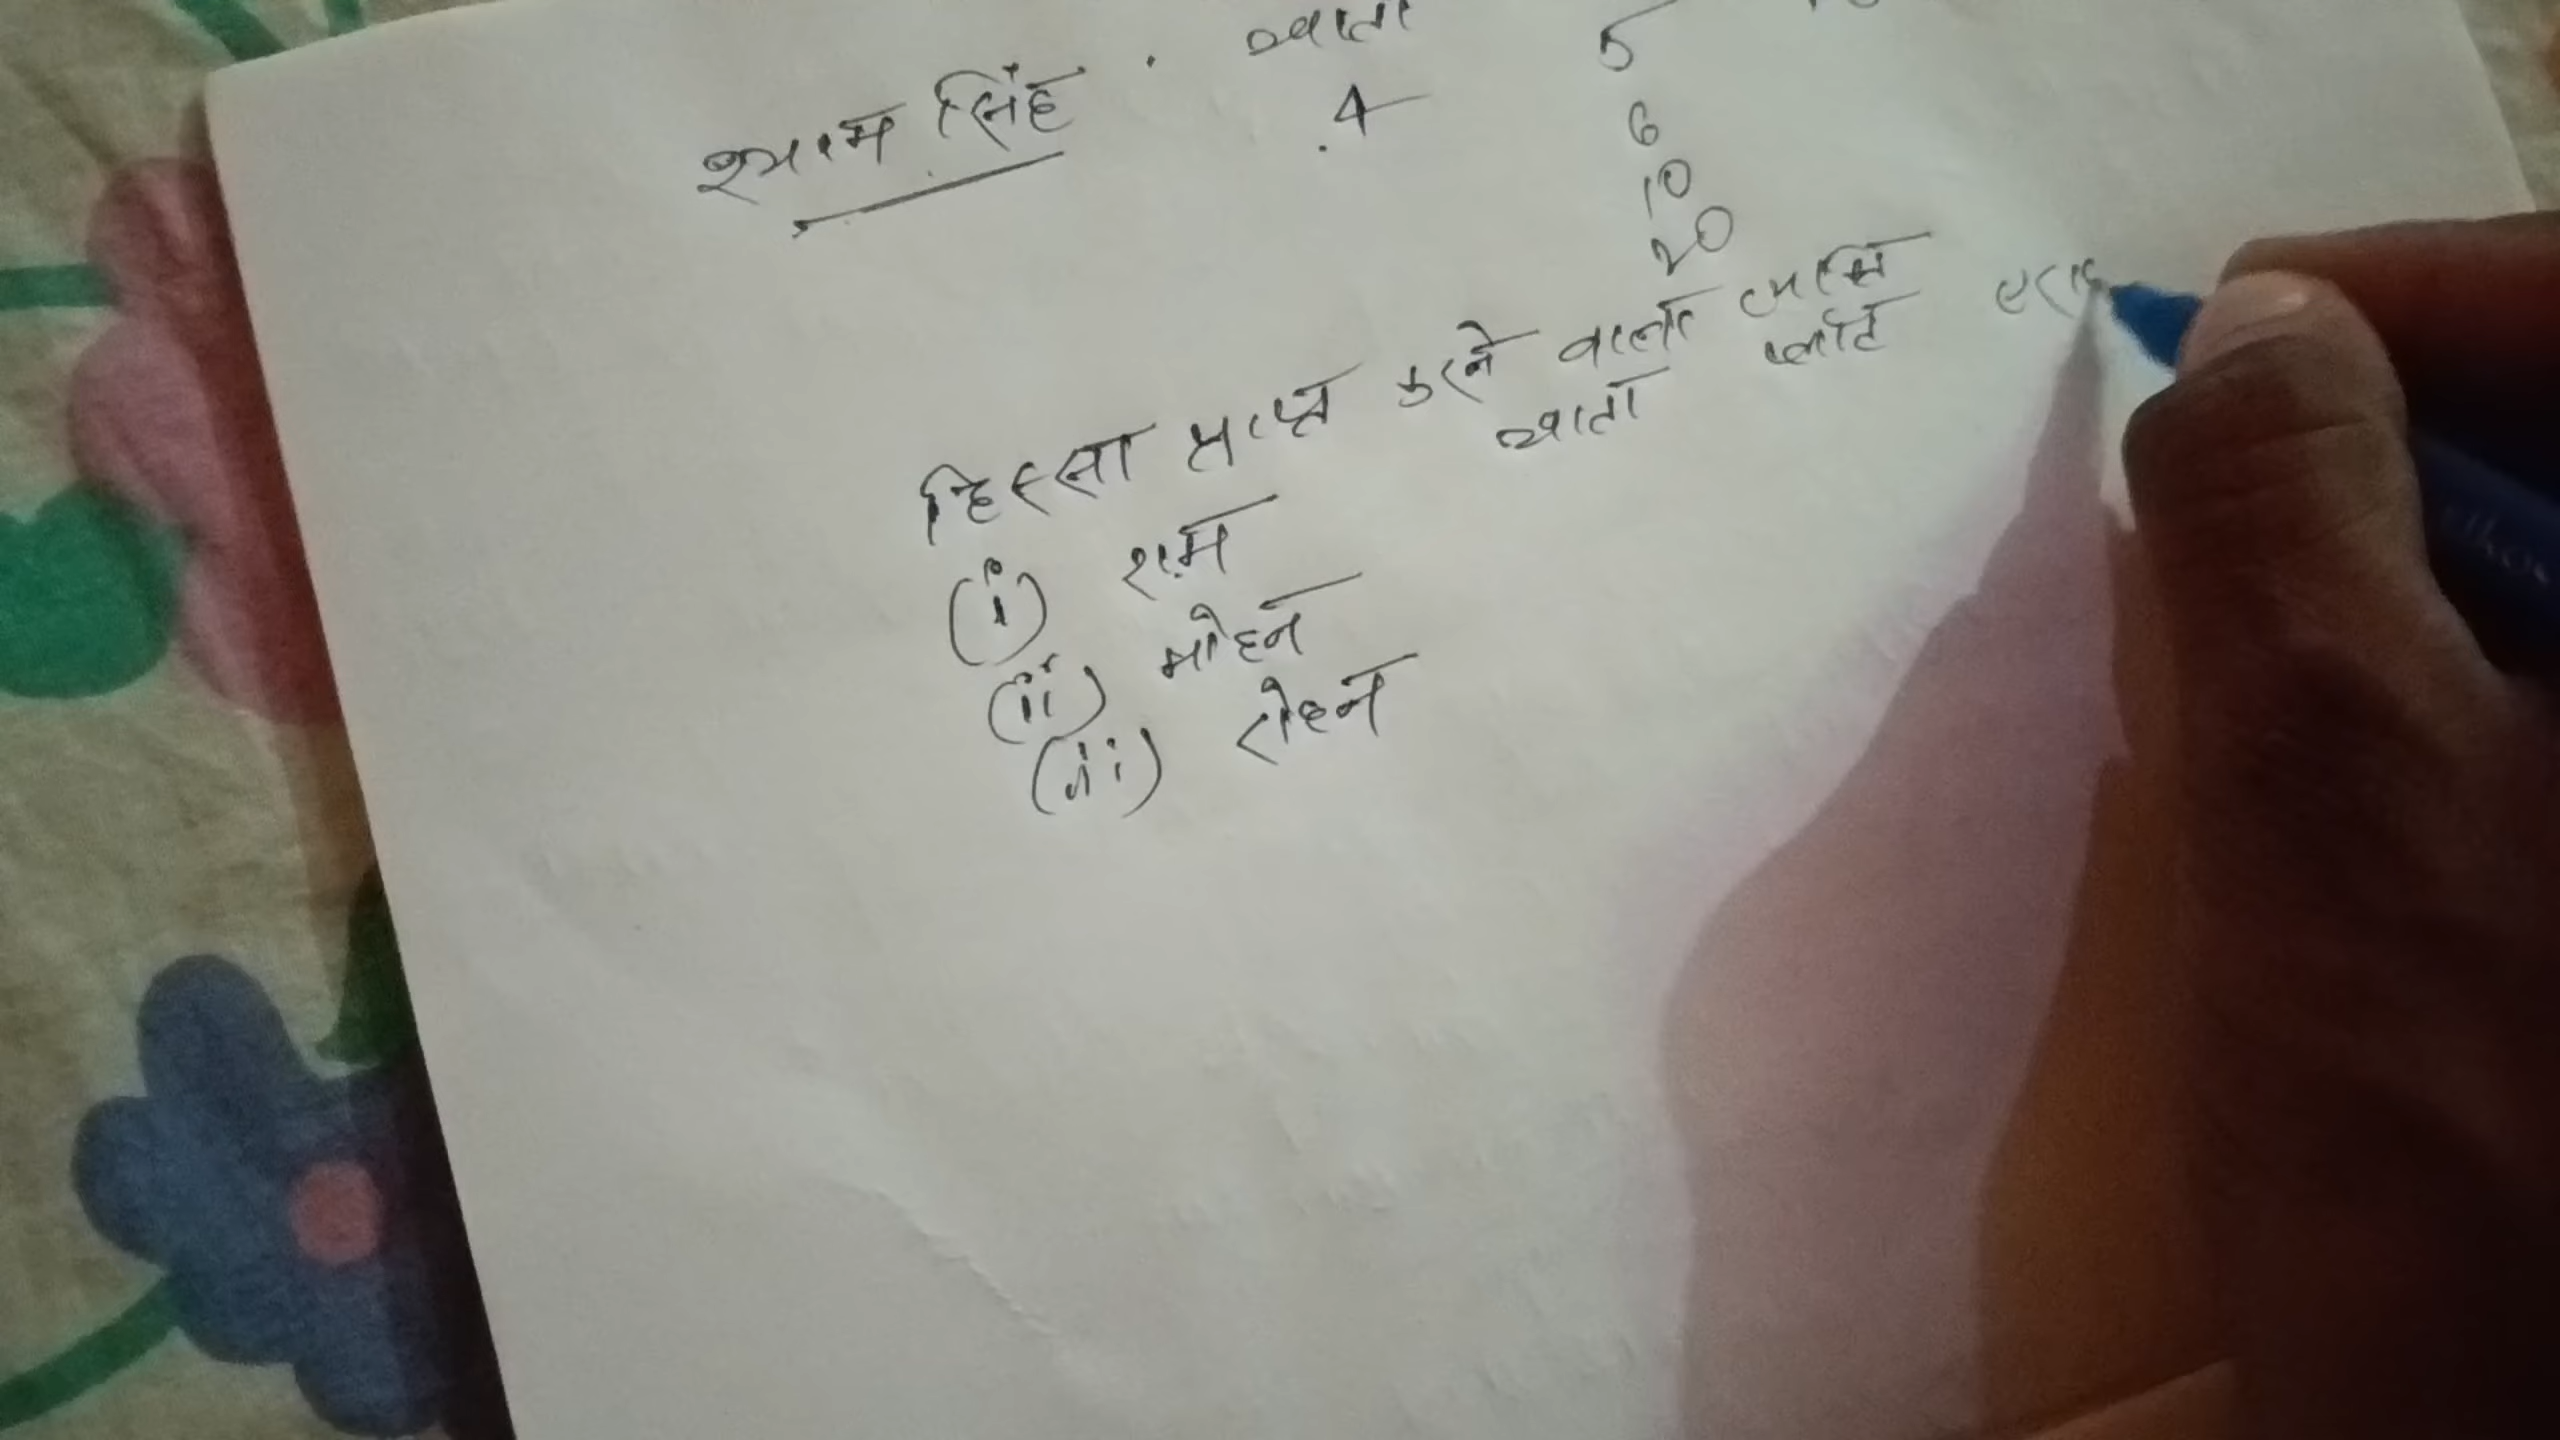 श्याम सिंह . खाता 5
4 6
10
20
हिस्सा प्राप्त करने वाला व्यक्ति
खाता प्लॉट
(i) राम
(ii) मोहन
(iii) सोहन